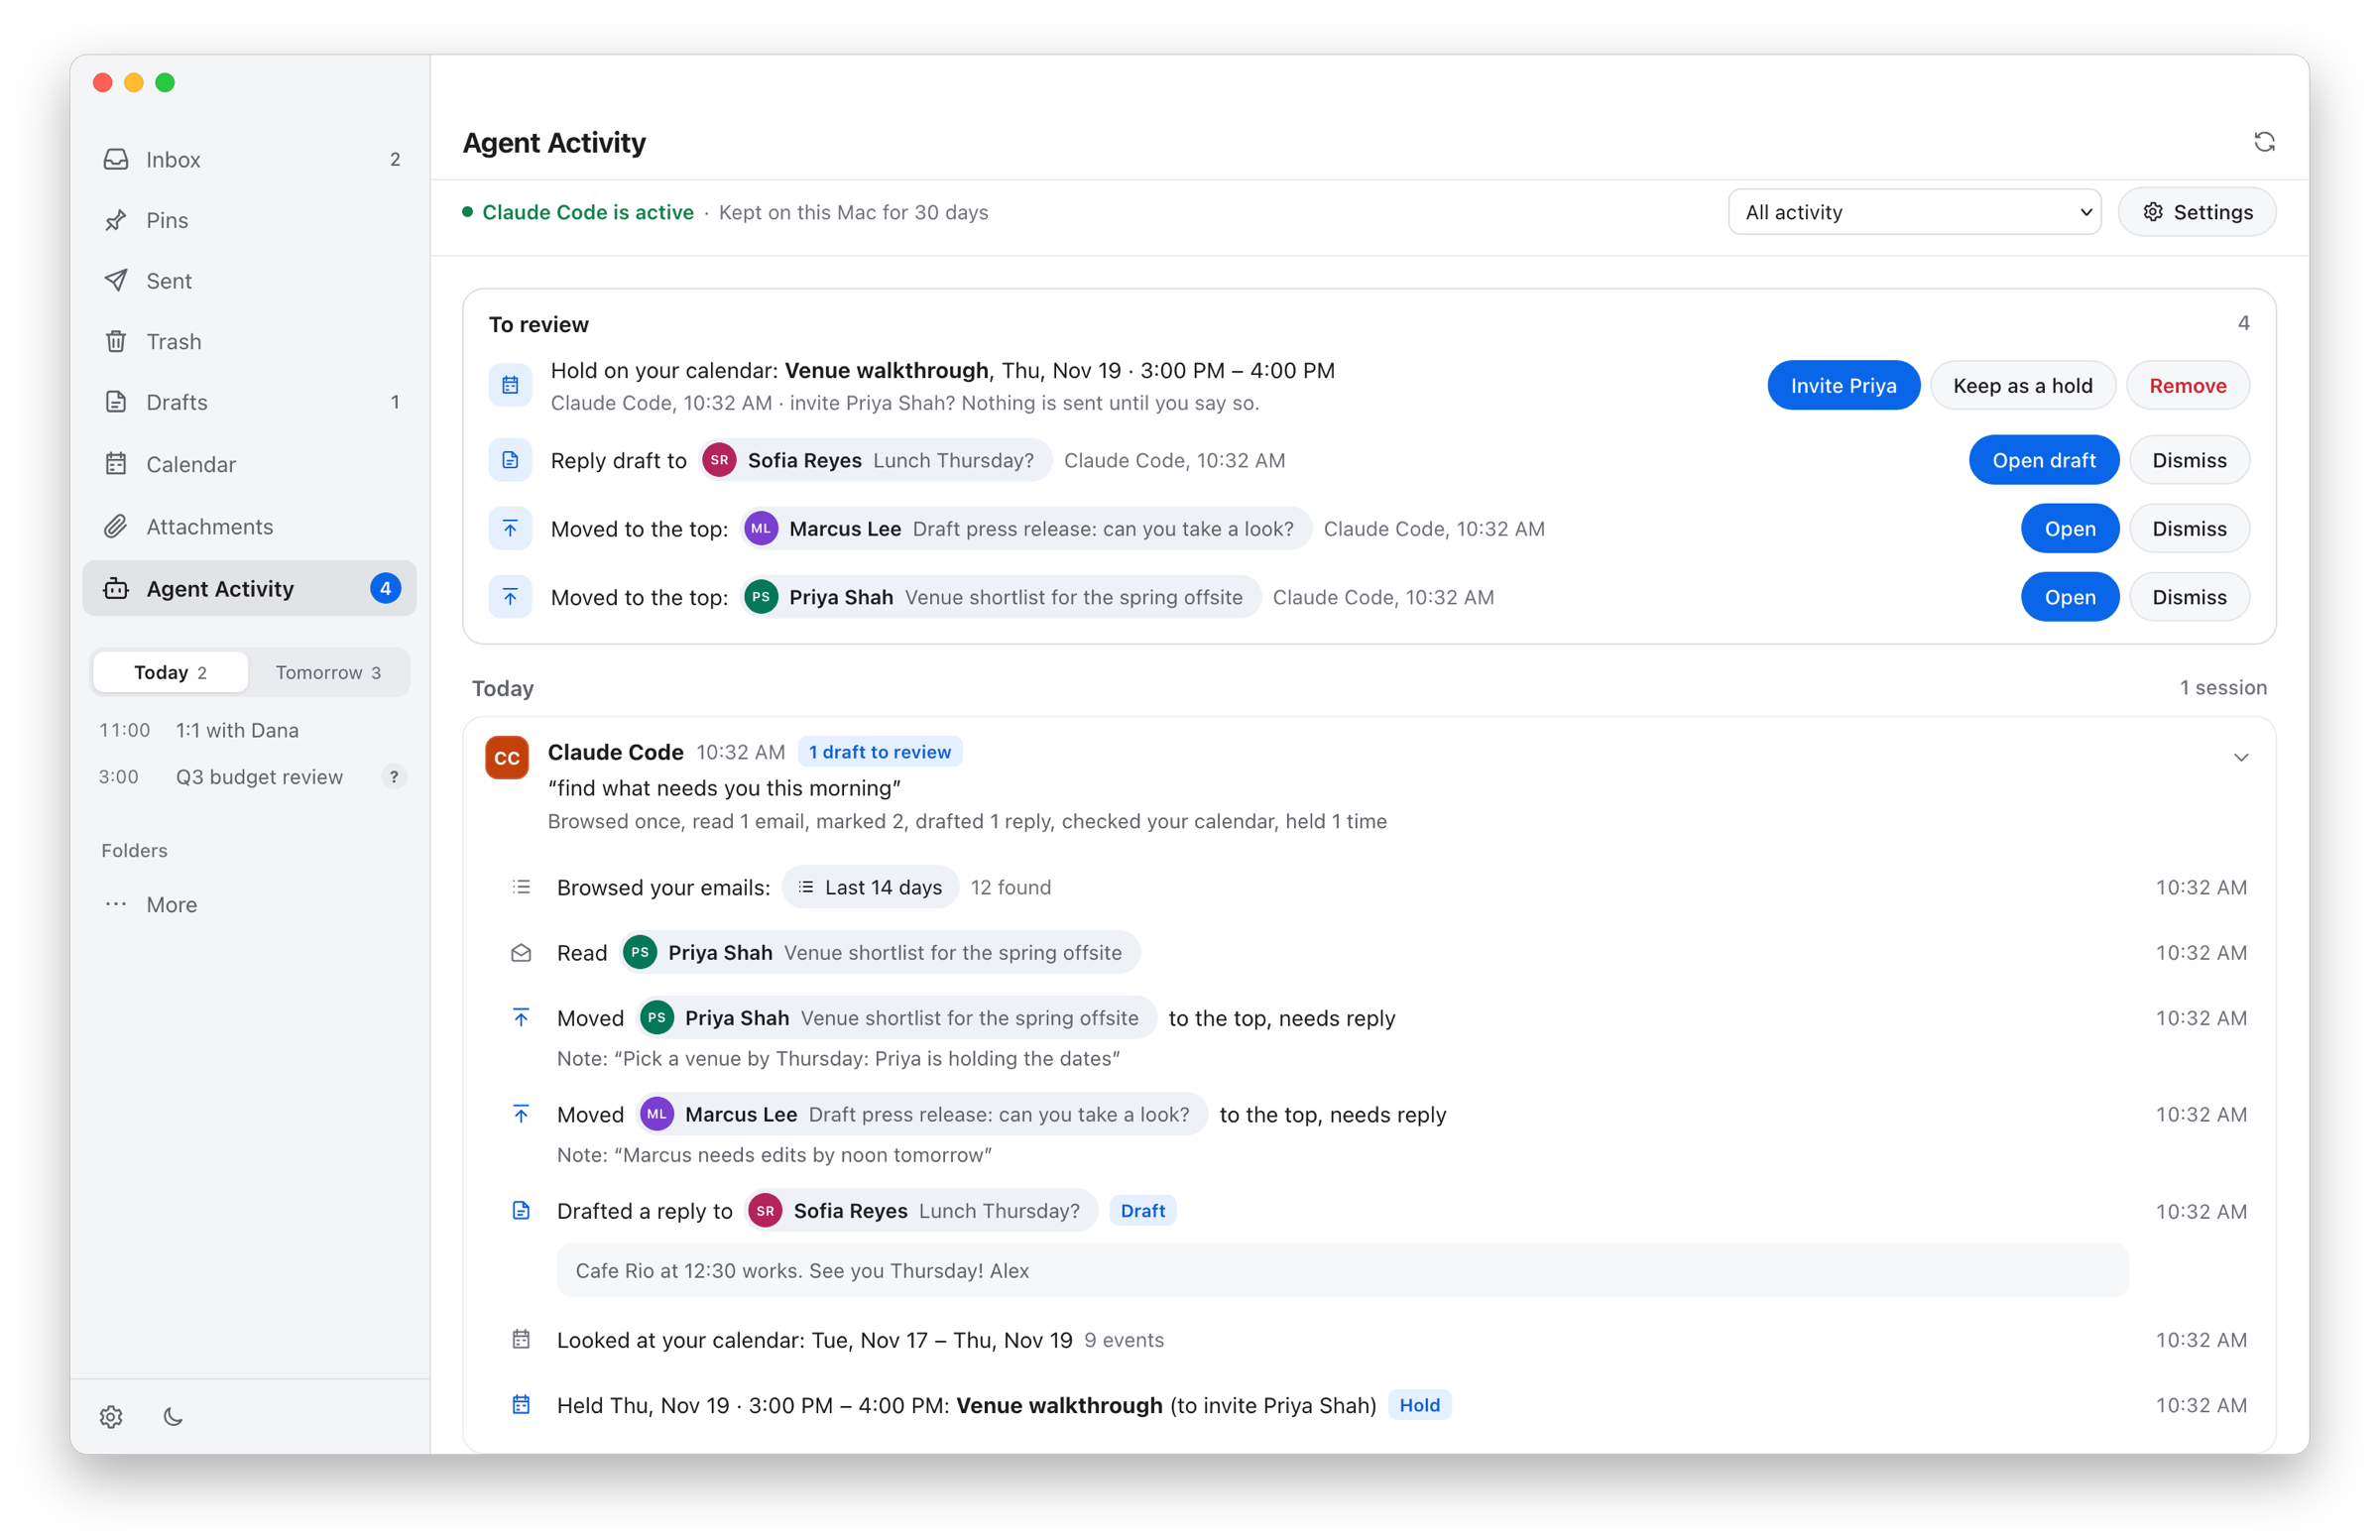 Inbox 2
Pins
Sent
Trash
Drafts 1
Calendar
Attachments
Agent Activity 4
Today 2 Tomorrow 3
11:00 1:1 with Dana
3:00 Q3 budget review ?
Folders
More
Agent Activity
Claude Code is active · Kept on this Mac for 30 days
All activity
Settings
To review 4
Hold on your calendar: Venue walkthrough, Thu, Nov 19 · 3:00 PM – 4:00 PM
Claude Code, 10:32 AM · invite Priya Shah? Nothing is sent until you say so.
Invite Priya Keep as a hold Remove
Reply draft to SR Sofia Reyes Lunch Thursday? Claude Code, 10:32 AM Open draft Dismiss
Moved to the top: ML Marcus Lee Draft press release: can you take a look? Claude Code, 10:32 AM Open Dismiss
Moved to the top: PS Priya Shah Venue shortlist for the spring offsite Claude Code, 10:32 AM Open Dismiss
Today 1 session
CC Claude Code 10:32 AM 1 draft to review
“find what needs you this morning”
Browsed once, read 1 email, marked 2, drafted 1 reply, checked your calendar, held 1 time
Browsed your emails: Last 14 days 12 found 10:32 AM
Read PS Priya Shah Venue shortlist for the spring offsite 10:32 AM
Moved PS Priya Shah Venue shortlist for the spring offsite to the top, needs reply 10:32 AM
Note: “Pick a venue by Thursday: Priya is holding the dates”
Moved ML Marcus Lee Draft press release: can you take a look? to the top, needs reply 10:32 AM
Note: “Marcus needs edits by noon tomorrow”
Drafted a reply to SR Sofia Reyes Lunch Thursday? Draft 10:32 AM
Cafe Rio at 12:30 works. See you Thursday! Alex
Looked at your calendar: Tue, Nov 17 – Thu, Nov 19 9 events 10:32 AM
Held Thu, Nov 19 · 3:00 PM – 4:00 PM: Venue walkthrough (to invite Priya Shah) Hold 10:32 AM